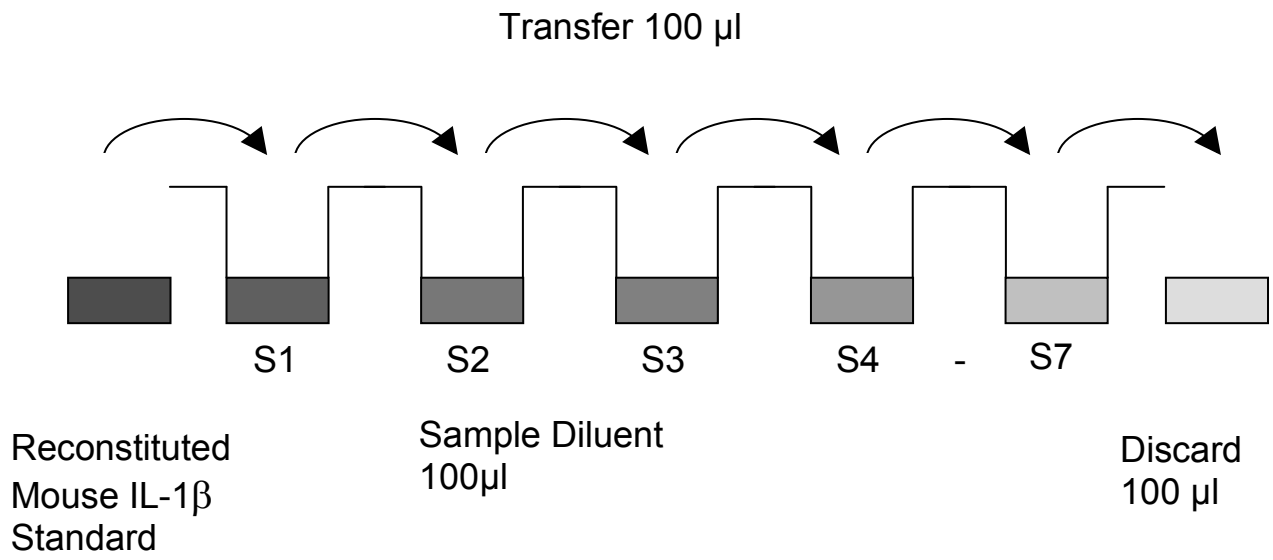 Transfer 100 µl
S1 S2 S3 S4 - S7
Reconstituted
Mouse IL-1β
Standard
Sample Diluent
100µl
Discard
100 µl